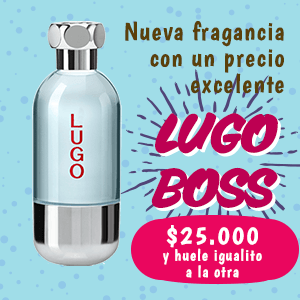 Nueva fragancia
con un precio
excelente
LUGO
LUGO
BOSS
$25.000
y huele igualito
a la otra